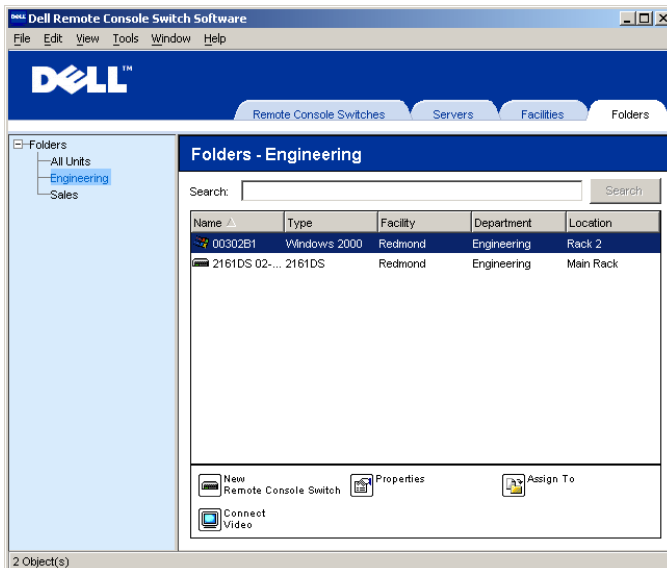 DELL Dell Remote Console Switch Software
File Edit View Tools Window Help
DELL™
Remote Console Switches Servers Facilities Folders
Folders
All Units
Engineering
Sales
Folders - Engineering
Search: Search
Name Type Facility Department Location
00302B1 Windows 2000 Redmond Engineering Rack 2
2161DS 02-... 2161DS Redmond Engineering Main Rack
New
Remote Console Switch
Properties
Assign To
Connect
Video
2 Object(s)